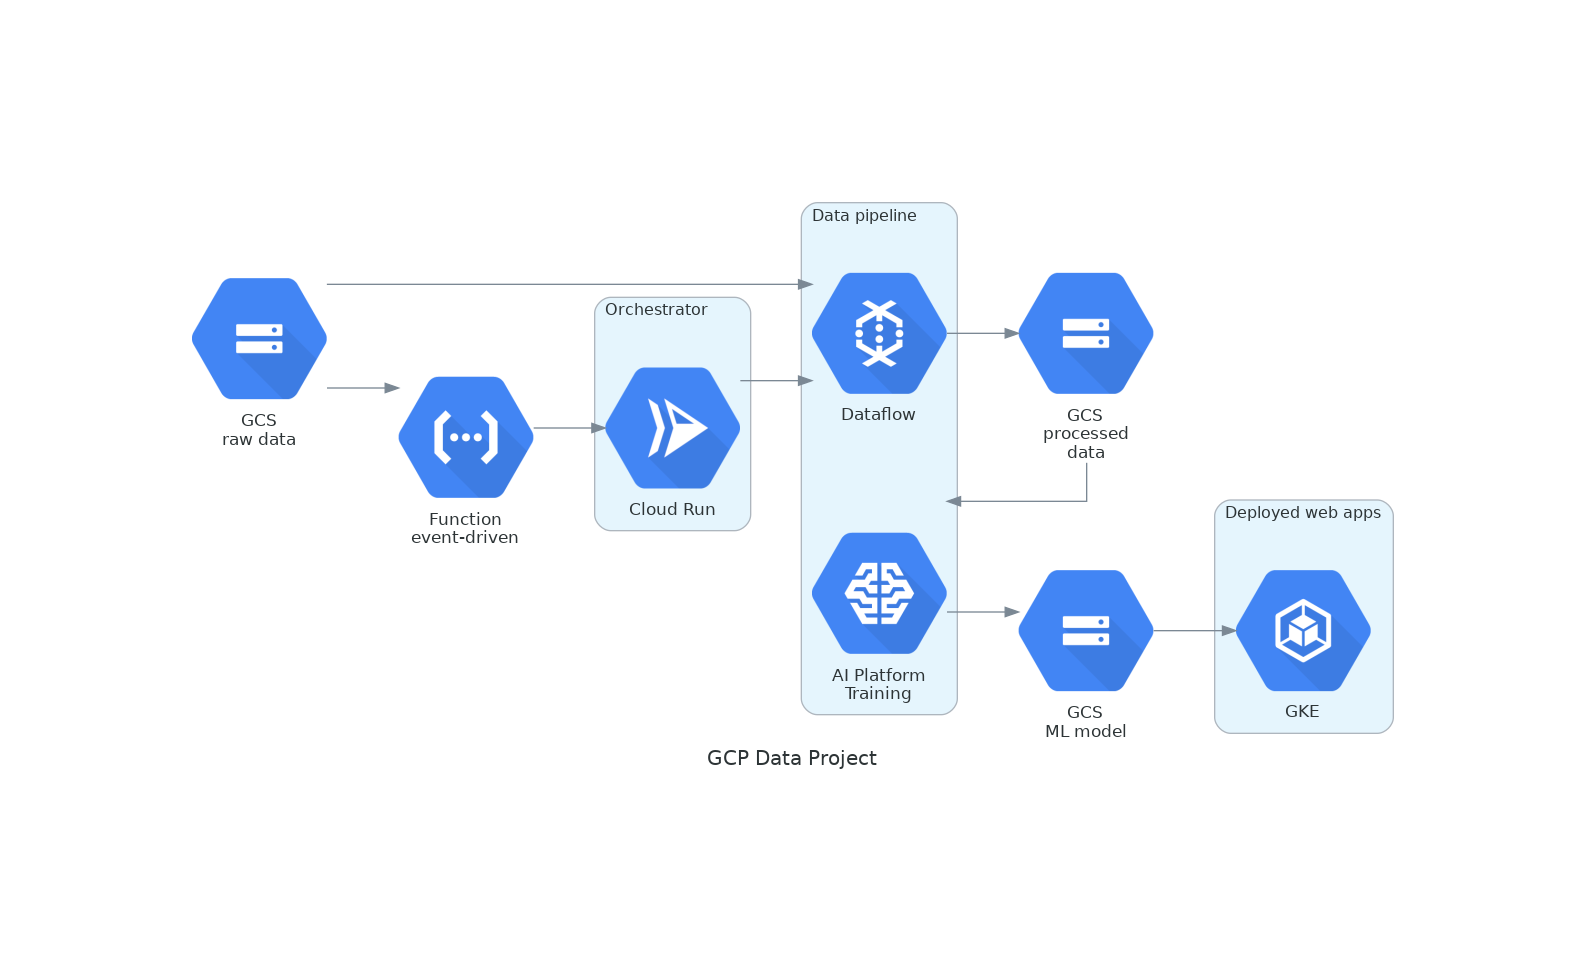 Data pipeline
Orchestrator
GCS
raw data
Function
event-driven
Cloud Run
Dataflow
GCS
processed
data
AI Platform
Training
GCS
ML model
Deployed web apps
GKE
GCP Data Project